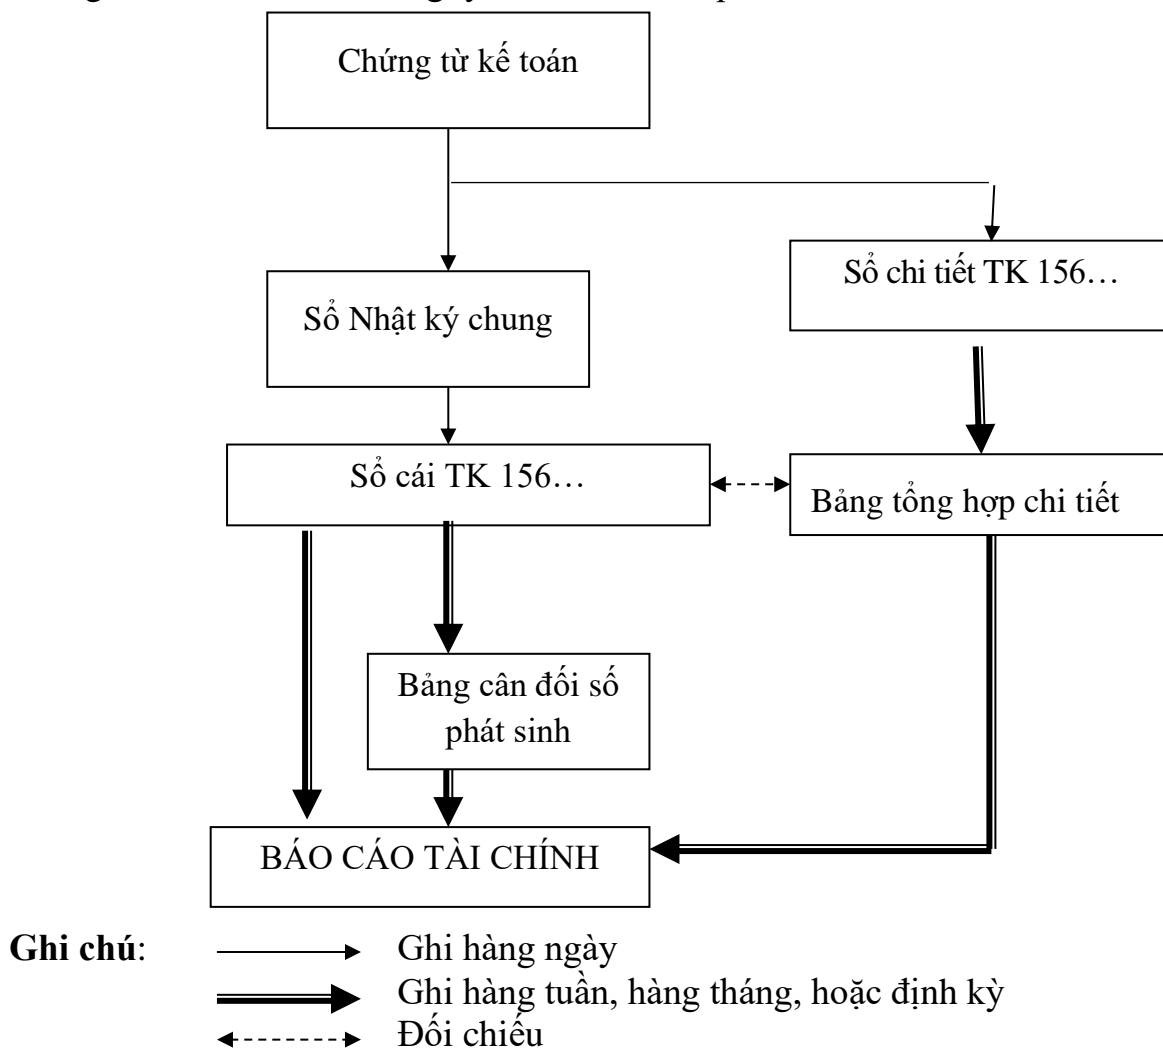 Chứng từ kế toán
Sổ chi tiết TK 156…
Sổ Nhật ký chung
Sổ cái TK 156…
Bảng tổng hợp chi tiết
Bảng cân đối số
phát sinh
BÁO CÁO TÀI CHÍNH
Ghi chú:
Ghi hàng ngày
Ghi hàng tuần, hàng tháng, hoặc định kỳ
Đối chiếu